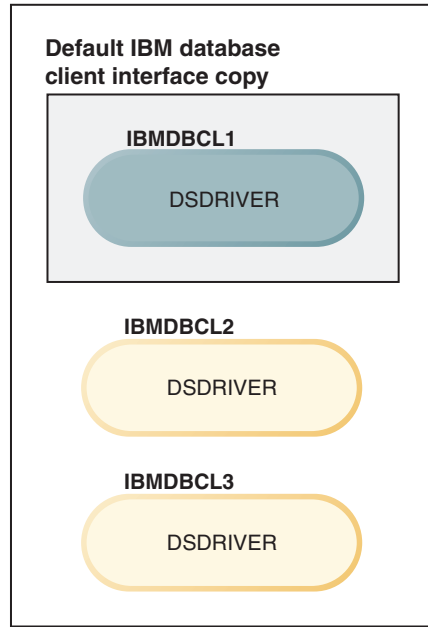 Default IBM database
client interface copy
IBMDBCL1
DSDRIVER
IBMDBCL2
DSDRIVER
IBMDBCL3
DSDRIVER